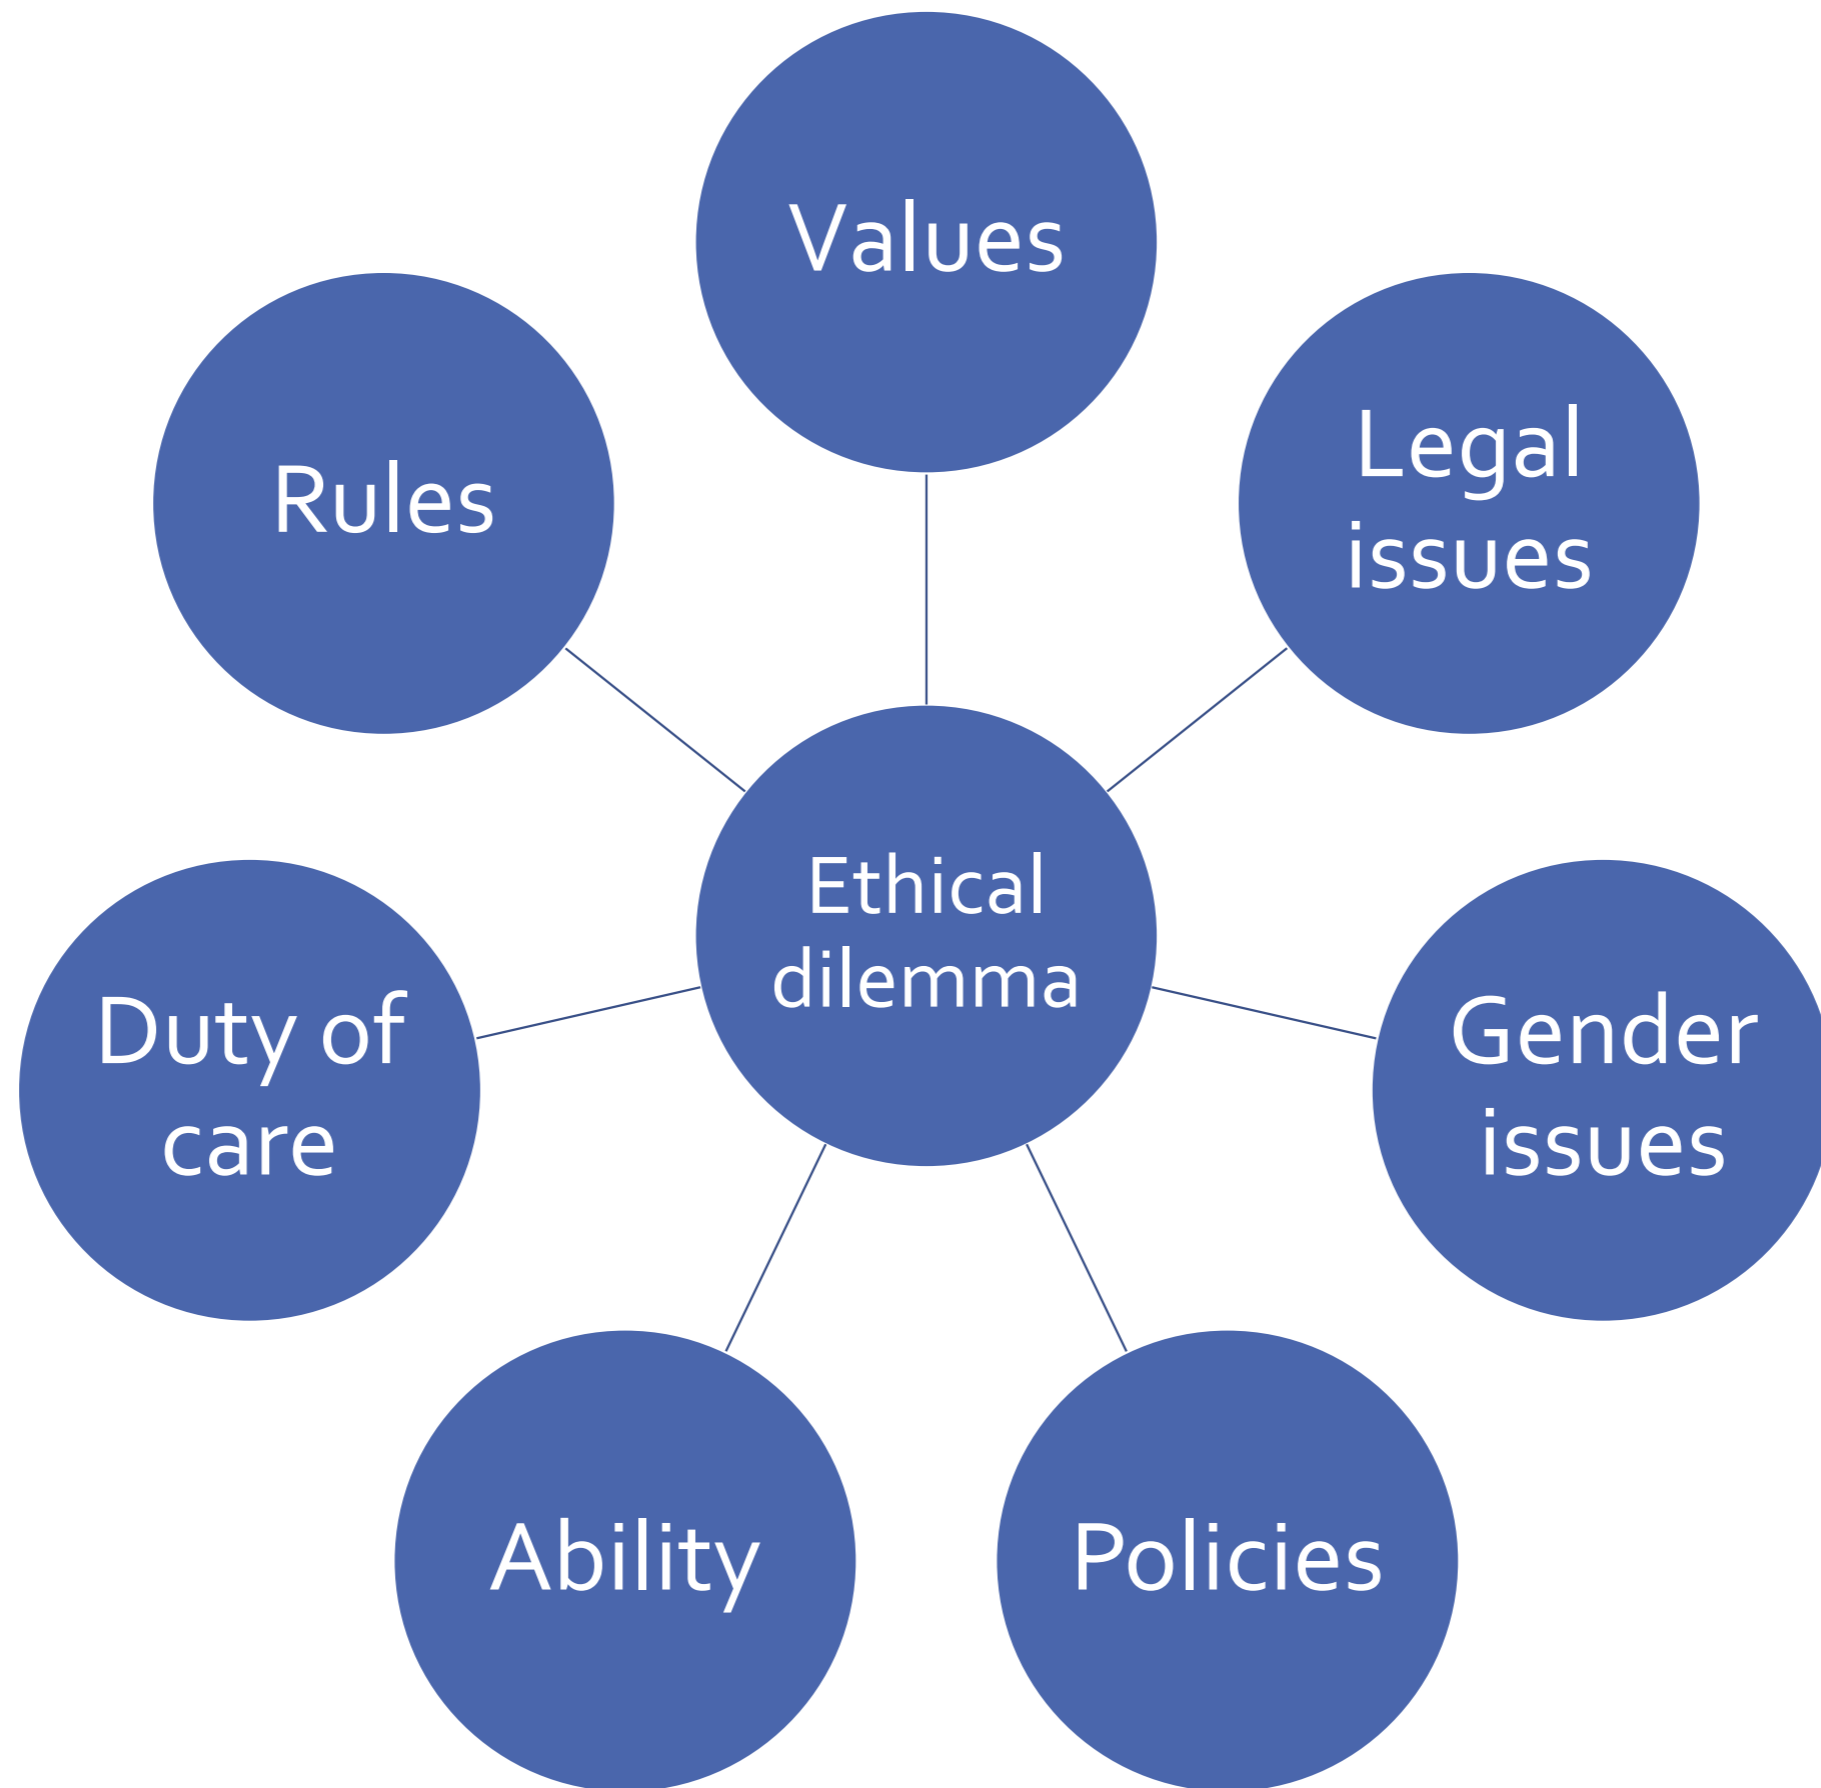 Values
Rules
Legal
issues
Ethical
dilemma
Duty of
care
Gender
issues
Ability
Policies